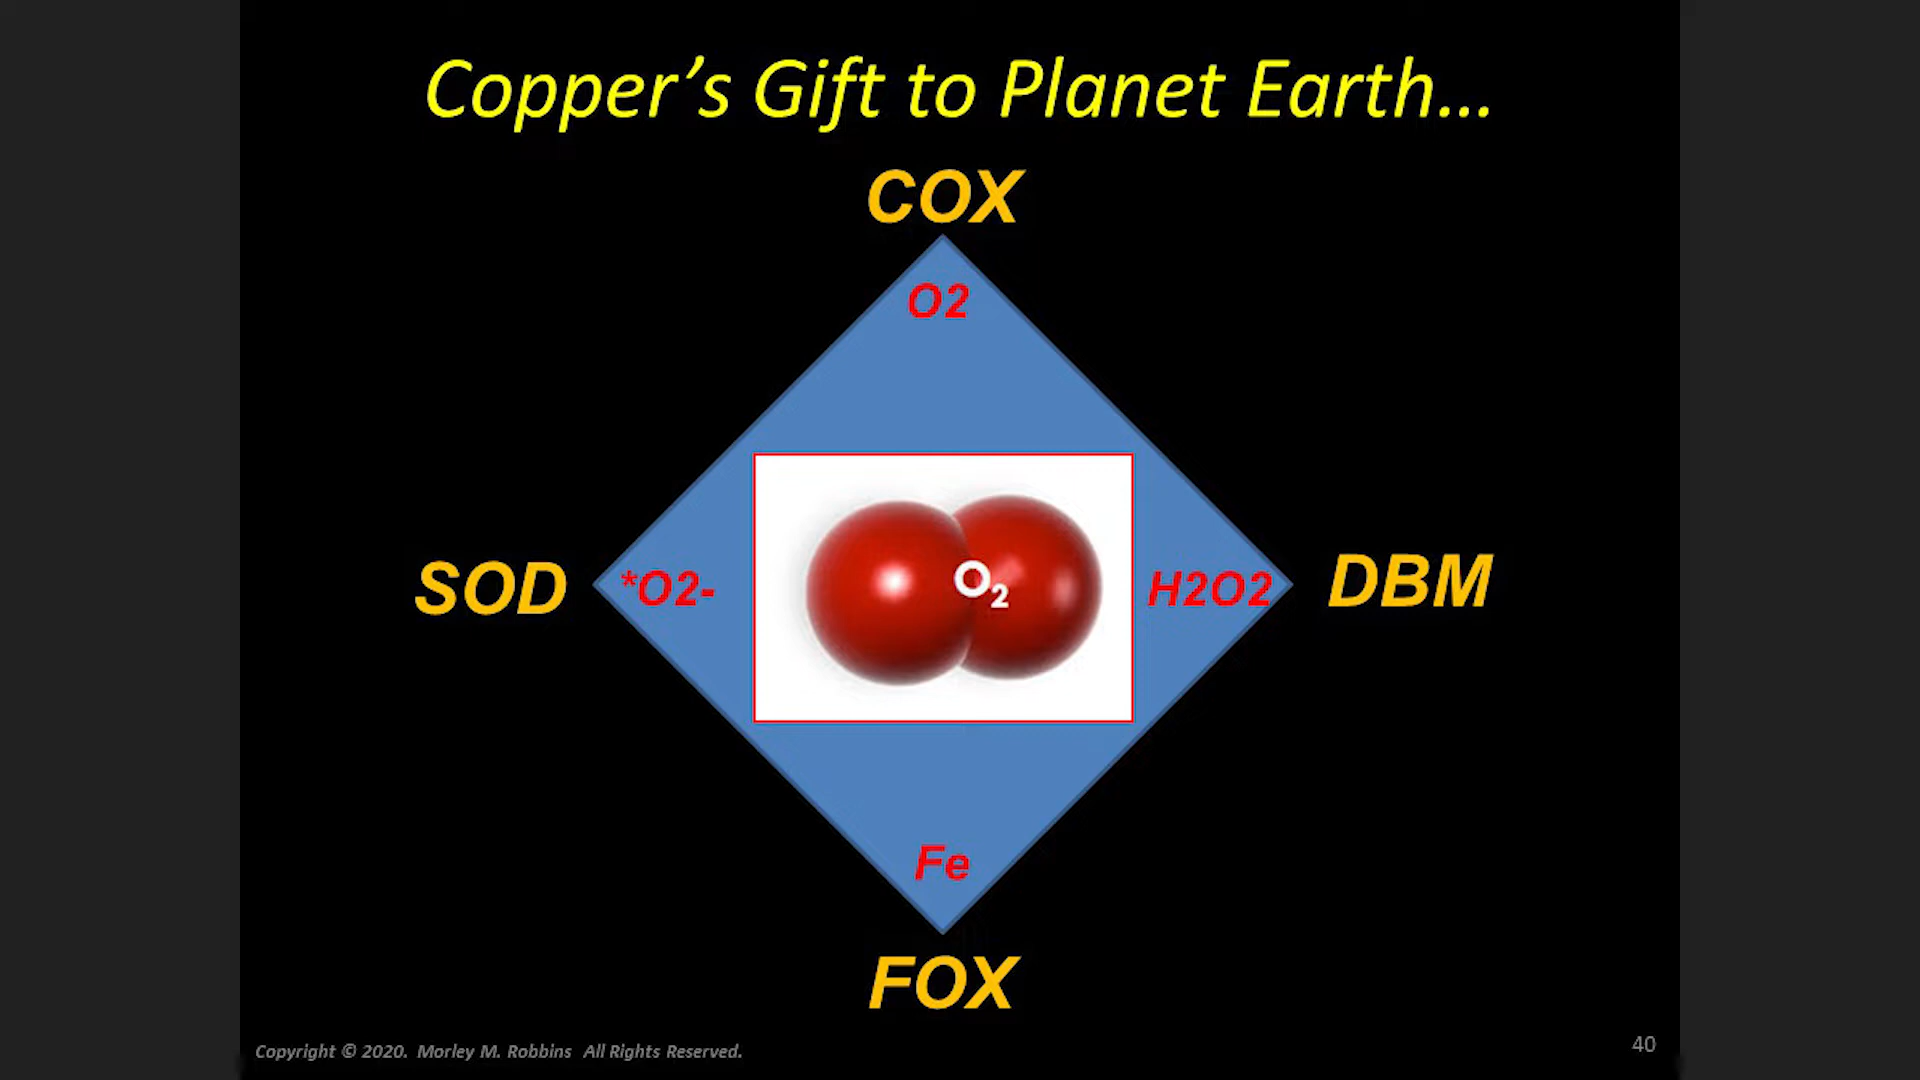 Copper’s Gift to Planet Earth...
COX
O2
SOD
*O2-
O2
H2O2
DBM
Fe
FOX
Copyright © 2020. Morley M. Robbins All Rights Reserved.
40